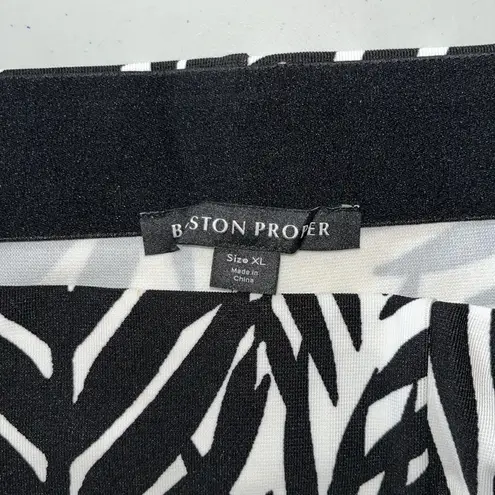 BOSTON PROPER
Size XL
Made in
China